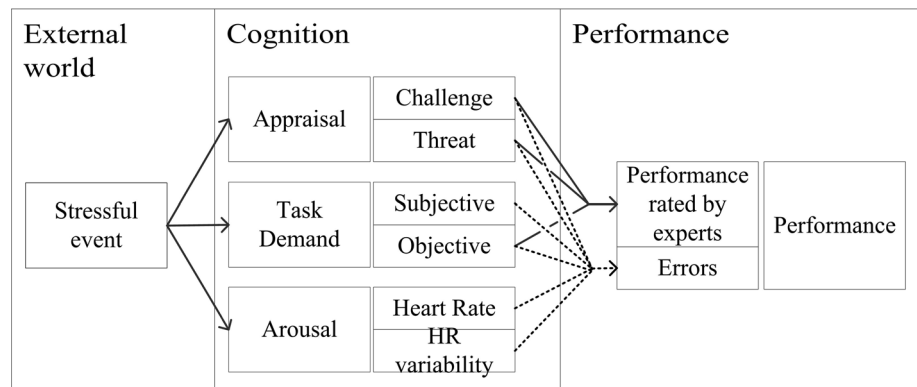 External
world
Cognition
Performance
Stressful
event
Appraisal
Challenge
Threat
Task
Demand
Subjective
Objective
Arousal
Heart Rate
HR
variability
Performance
rated by
experts
Errors
Performance